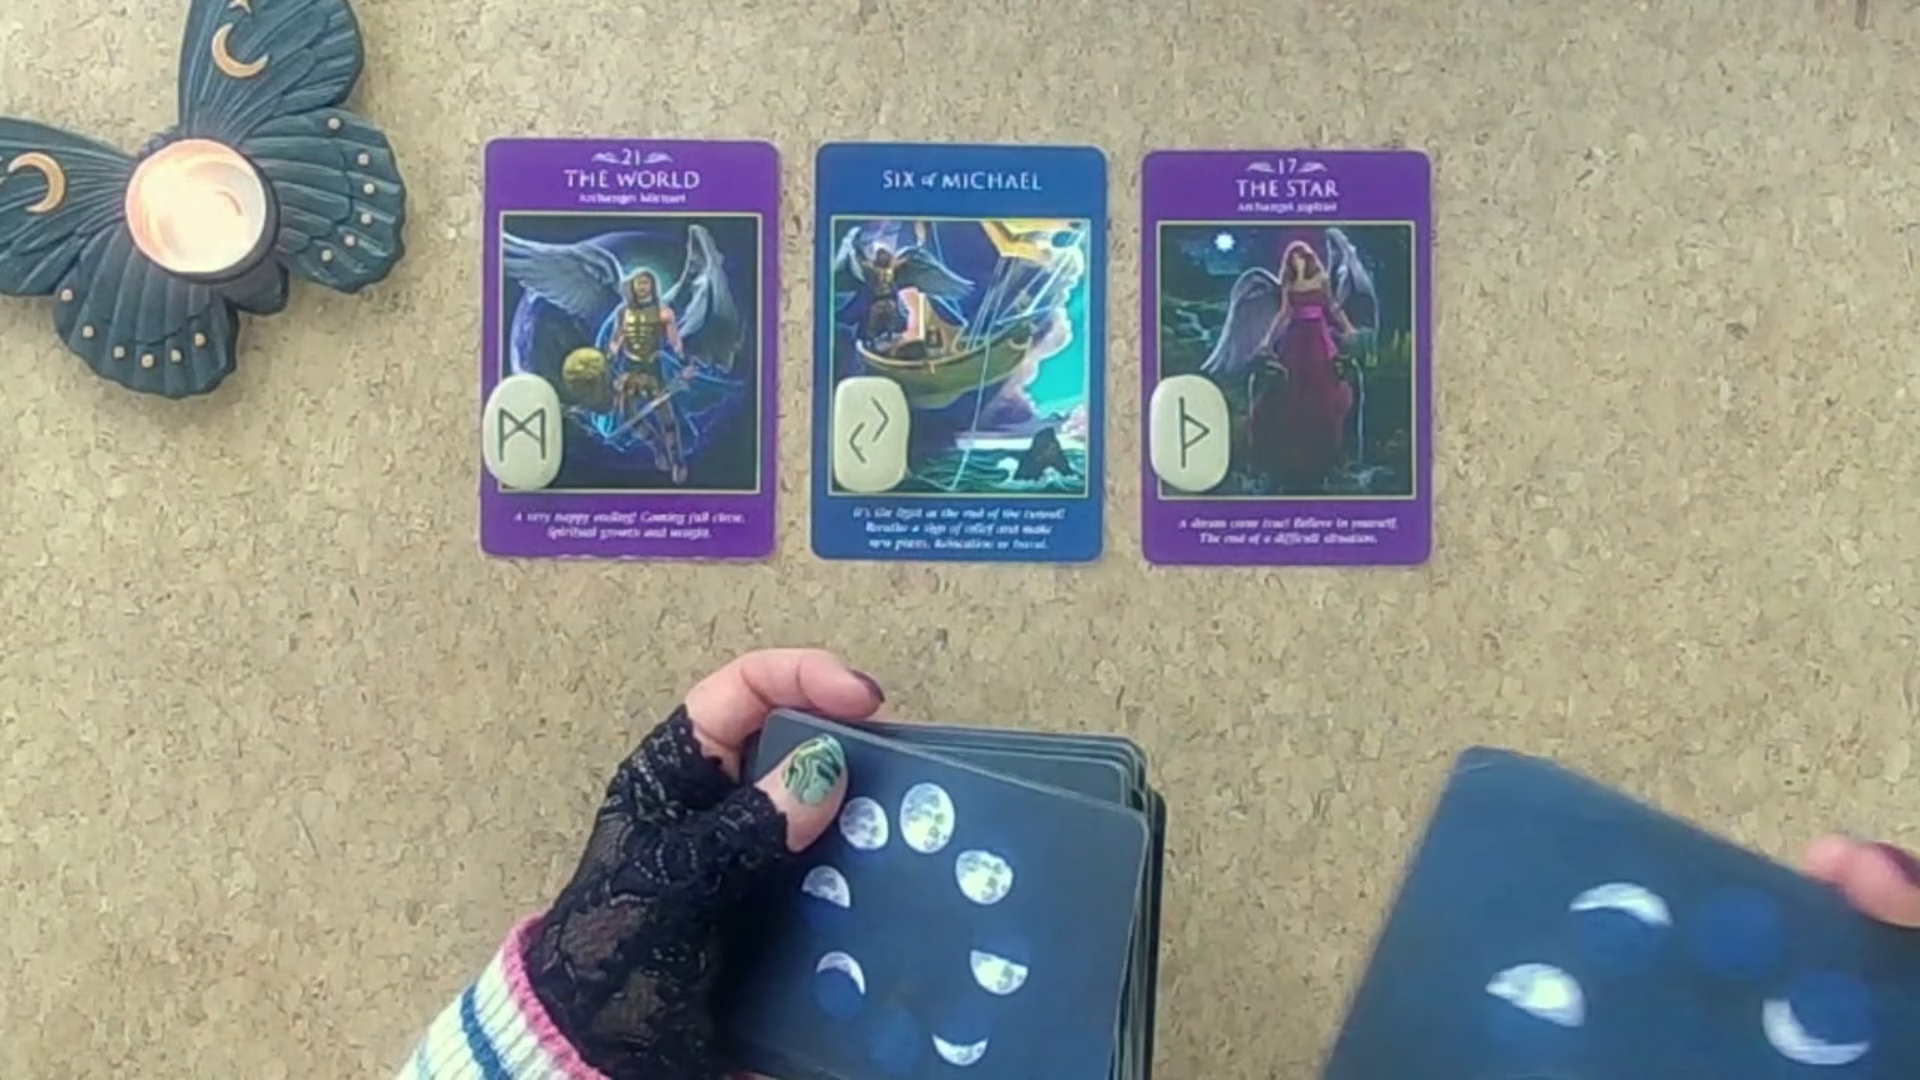 21
THE WORLD
Archangel Michael
A very happy ending! Coming full circle.
Spiritual growth and insight.
SIX of MICHAEL
It's the light at the end of the tunnel!
Breathe a sigh of relief and make
new plans. Relocation or travel.
17
THE STAR
Archangel
A dream come true! Believe in yourself.
The end of a difficult situation.
ᛗ
ᛃ
ᚦ